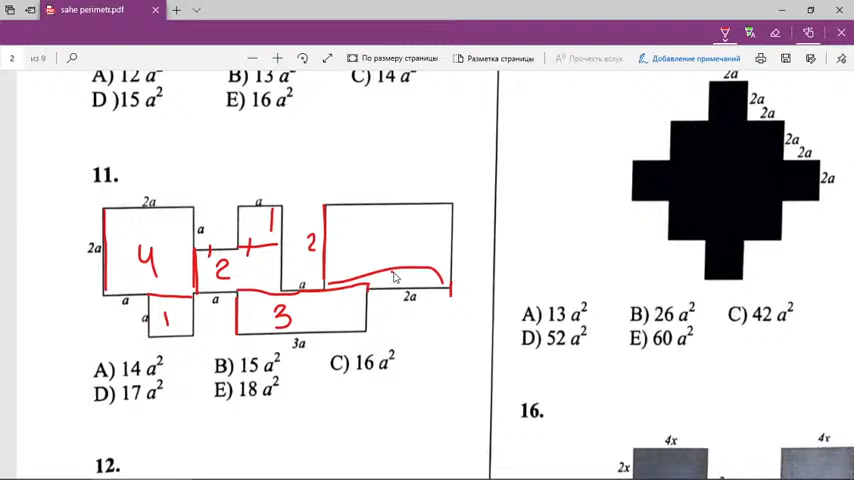 sahe perimetr.pdf
2 из 9
По размеру страницы
Разметка страницы
Прочесть вслух
Добавление примечаний
A) 12 a² B) 13 a² C) 14 a²
D )15 a² E) 16 a²
11.
2a
a
2a
a
a
a
a
a
2a
3a
4
2
1
2
1
3
A) 14 a² B) 15 a² C) 16 a²
D) 17 a² E) 18 a²
12.
2a
2a
2a
2a
2a
2a
A) 13 a² B) 26 a² C) 42 a²
D) 52 a² E) 60 a²
16.
4x
4x
2x